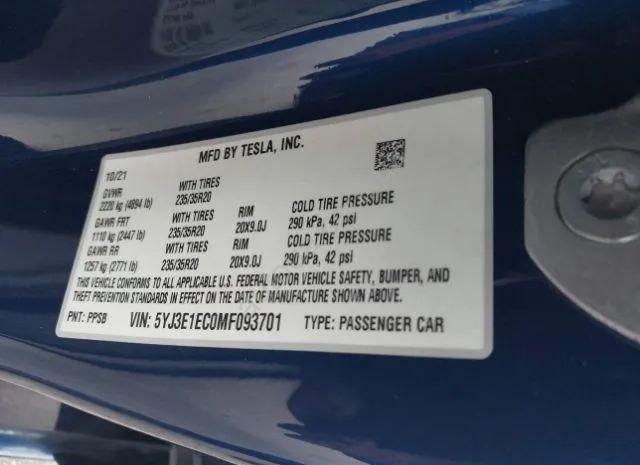 MFD BY TESLA, INC.
10/21
GVWR WITH TIRES
2220 kg (4894 lb) 235/35R20 RIM COLD TIRE PRESSURE
GAWR FRT WITH TIRES 20X9.0J 290 kPa, 42 psi
1110 kg (2447 lb) 235/35R20 RIM COLD TIRE PRESSURE
GAWR RR WITH TIRES 20X9.0J 290 kPa, 42 psi
1257 kg (2771 lb) 235/35R20
THIS VEHICLE CONFORMS TO ALL APPLICABLE U.S. FEDERAL MOTOR VEHICLE SAFETY, BUMPER, AND
THEFT PREVENTION STANDARDS IN EFFECT ON THE DATE OF MANUFACTURE SHOWN ABOVE.
PNT: PPSB VIN: 5YJ3E1EC0MF093701 TYPE: PASSENGER CAR